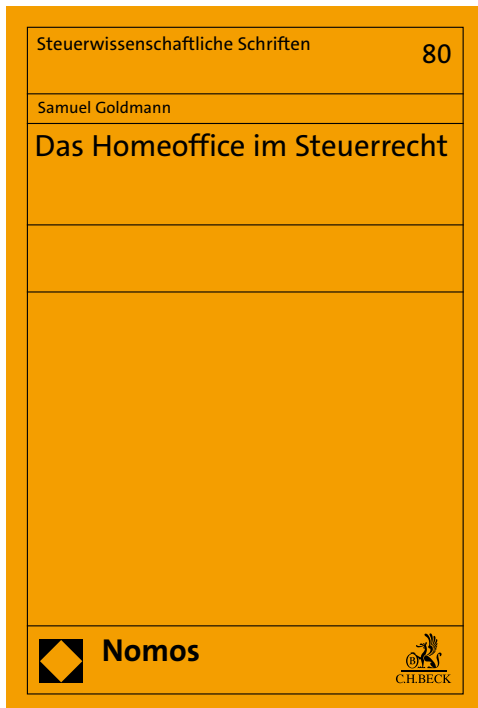 Steuerwissenschaftliche Schriften
80
Samuel Goldmann
Das Homeoffice im Steuerrecht
Nomos
B
C.H.BECK